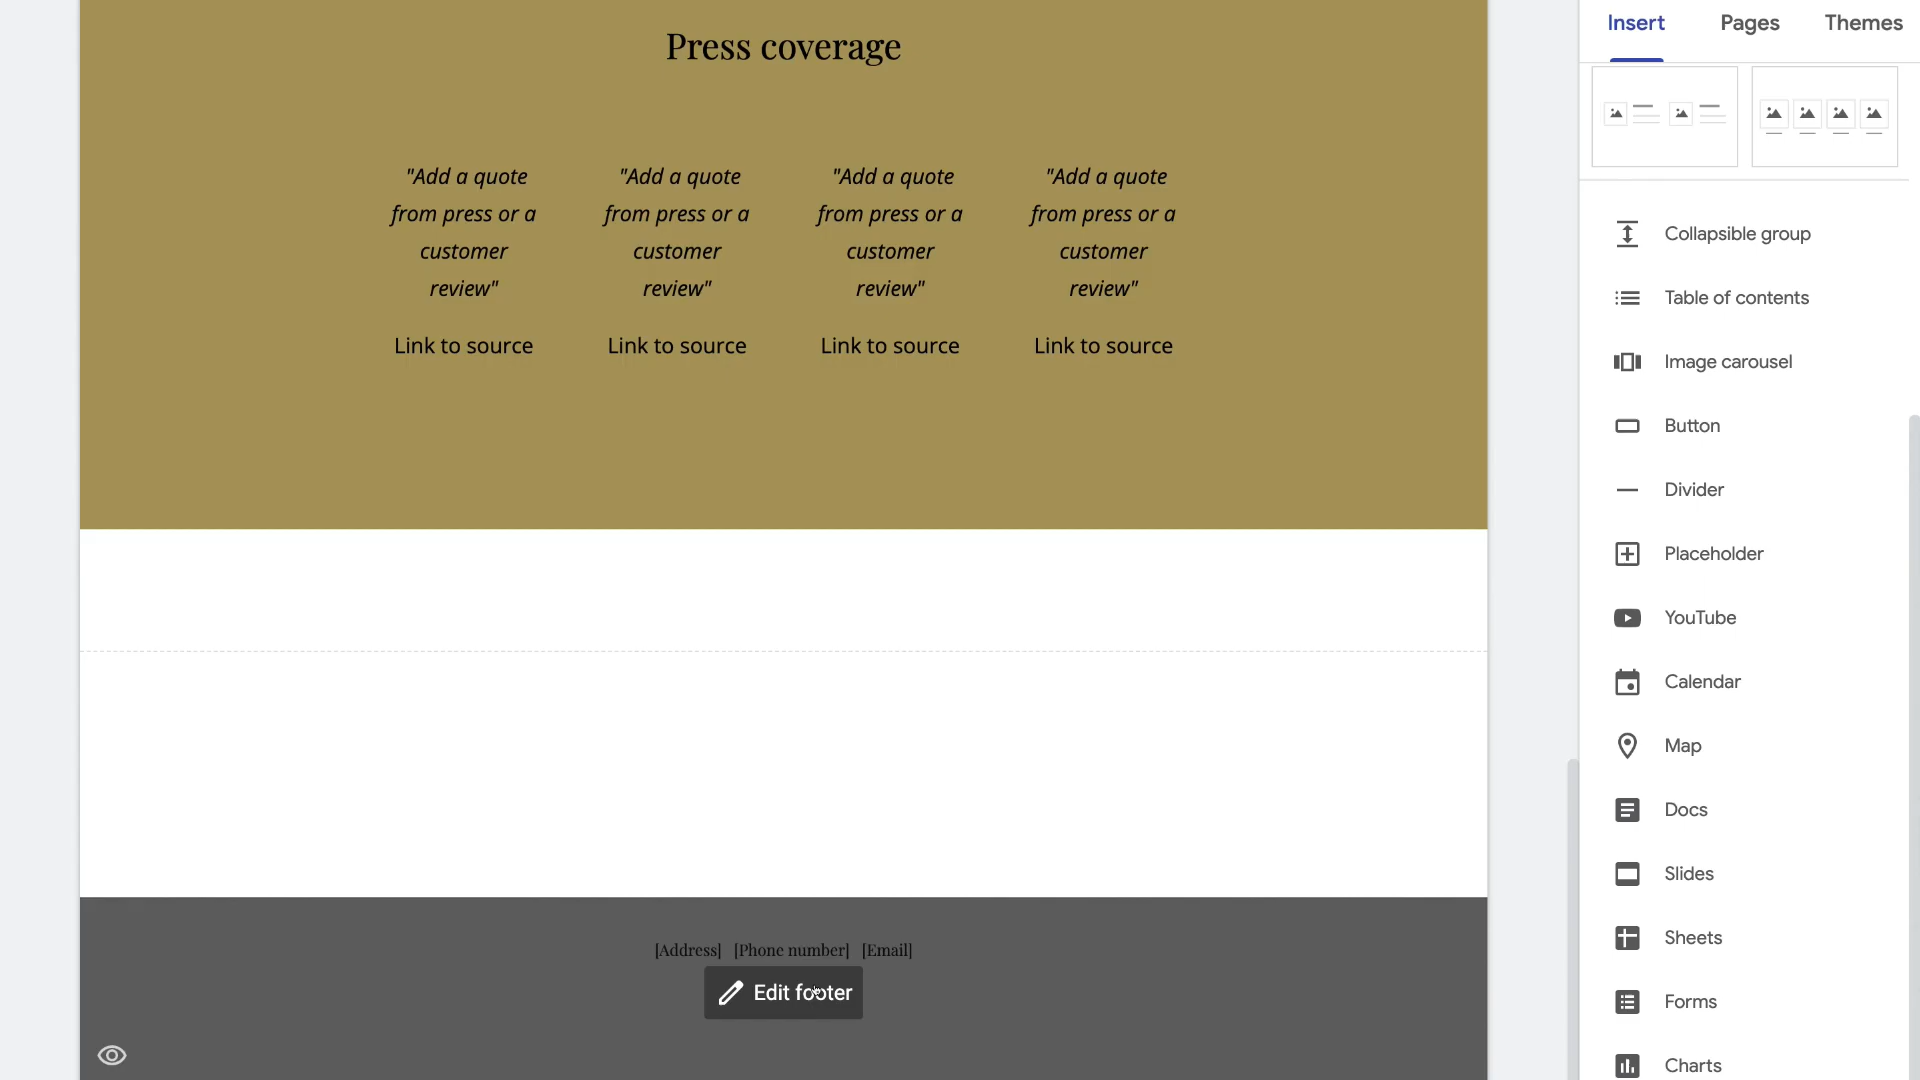 Insert Pages Themes
Press coverage
"Add a quote from press or a customer review"
Link to source
"Add a quote from press or a customer review"
Link to source
"Add a quote from press or a customer review"
Link to source
"Add a quote from press or a customer review"
Link to source
[Address] [Phone number] [Email]
Edit footer
Collapsible group
Table of contents
Image carousel
Button
Divider
Placeholder
YouTube
Calendar
Map
Docs
Slides
Sheets
Forms
Charts